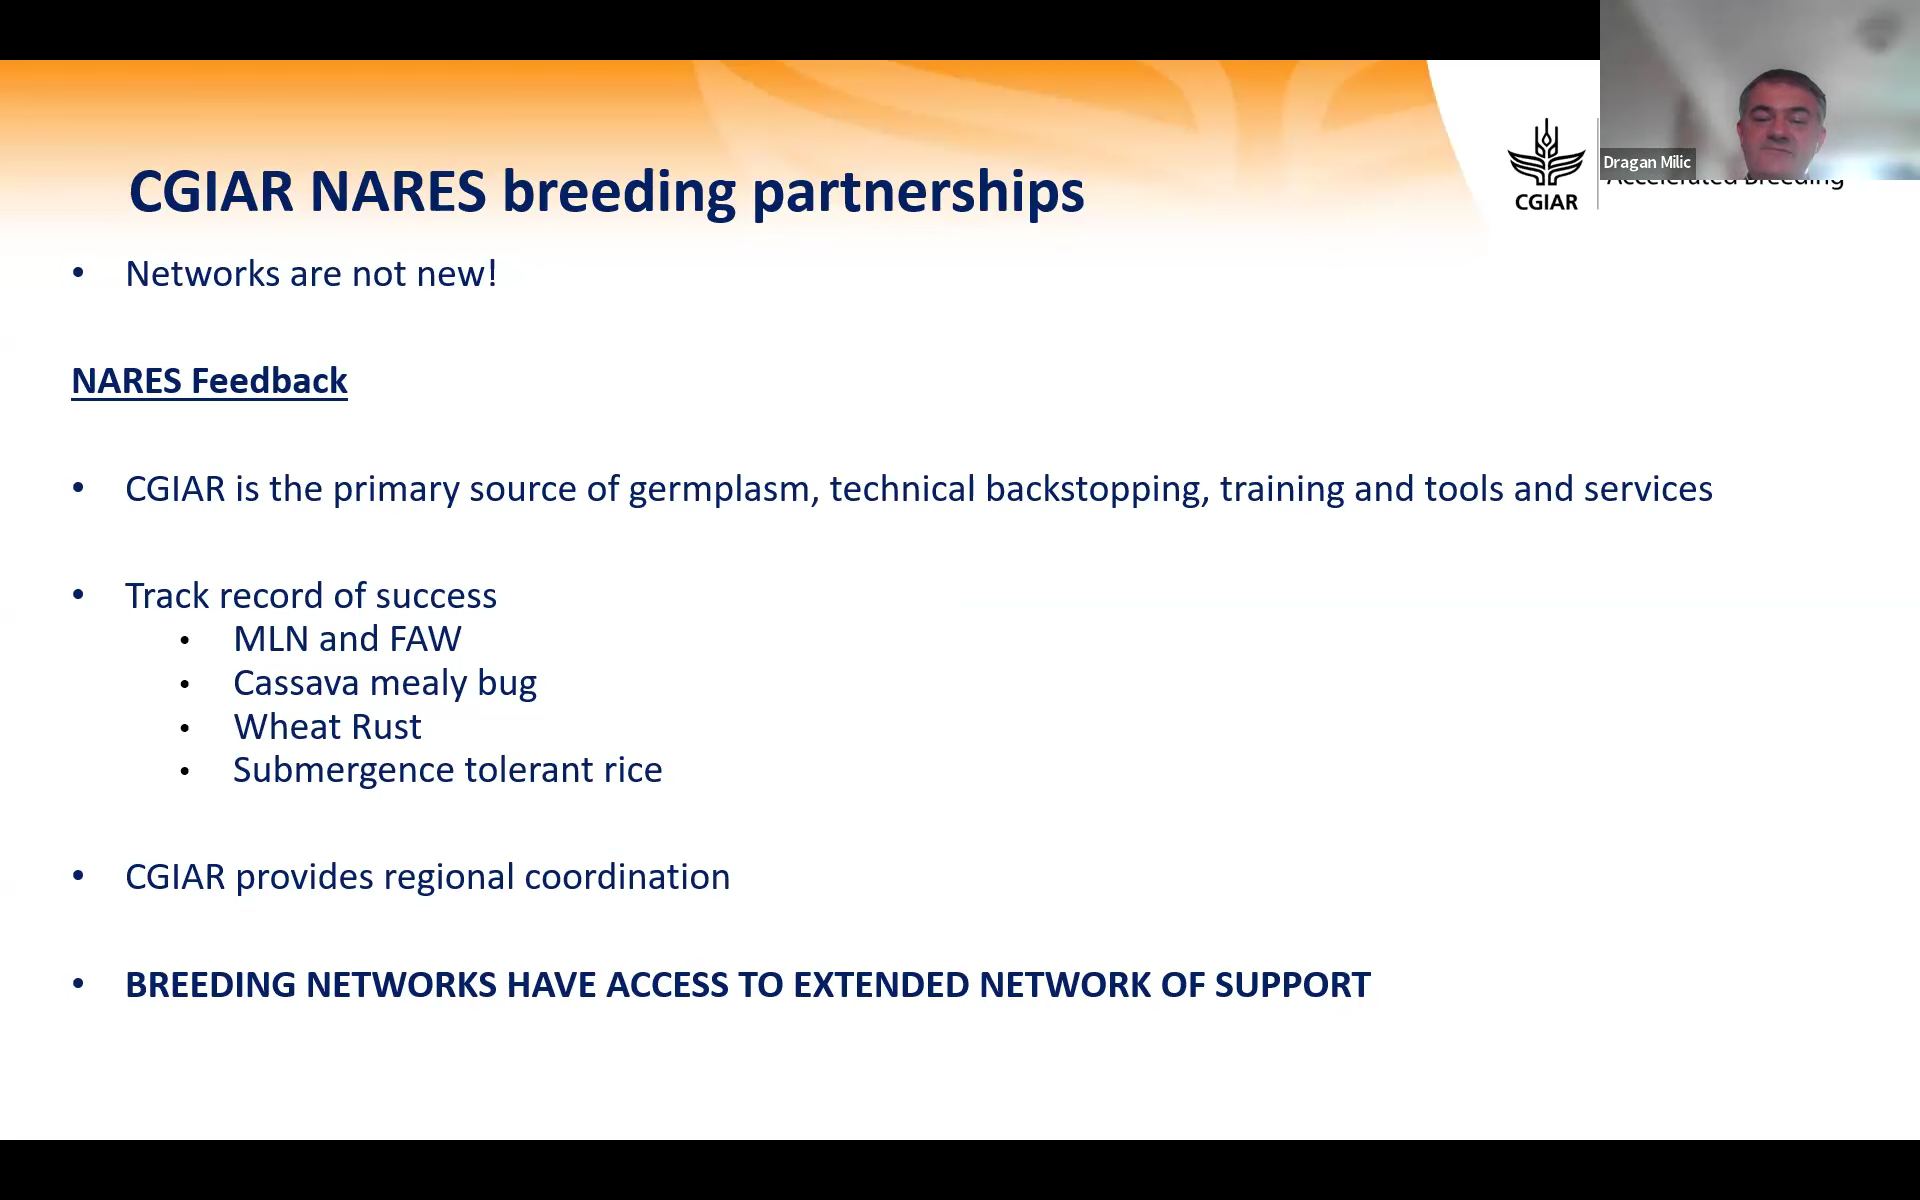 Dragan Milic
CGIAR
Accelerated Breeding
CGIAR NARES breeding partnerships
• Networks are not new!
NARES Feedback
• CGIAR is the primary source of germplasm, technical backstopping, training and tools and services
• Track record of success
• MLN and FAW
• Cassava mealy bug
• Wheat Rust
• Submergence tolerant rice
• CGIAR provides regional coordination
• BREEDING NETWORKS HAVE ACCESS TO EXTENDED NETWORK OF SUPPORT